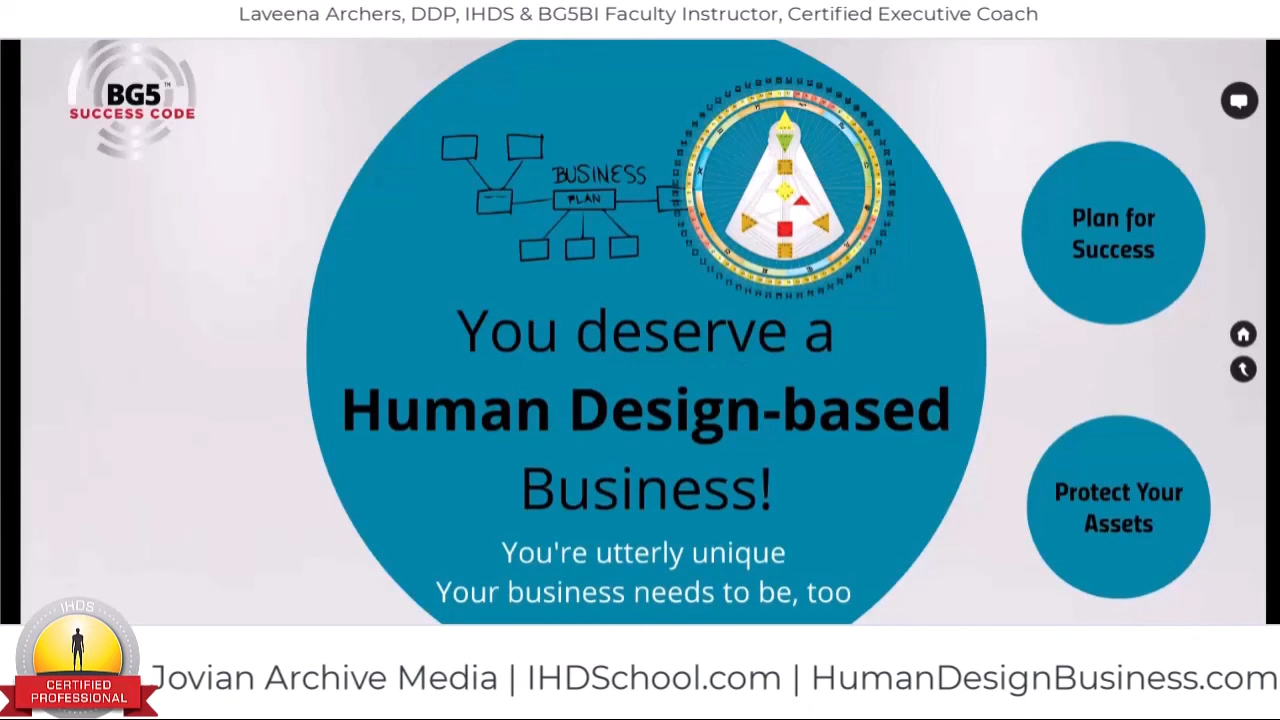 Laveena Archers, DDP, IHDS & BG5BI Faculty Instructor, Certified Executive Coach
BG5™
SUCCESS CODE
BUSINESS
PLAN
You deserve a
Human Design-based
Business!
You're utterly unique
Your business needs to be, too
Plan for
Success
Protect Your
Assets
IHDS
CERTIFIED
PROFESSIONAL
Jovian Archive Media | IHDSchool.com | HumanDesignBusiness.com